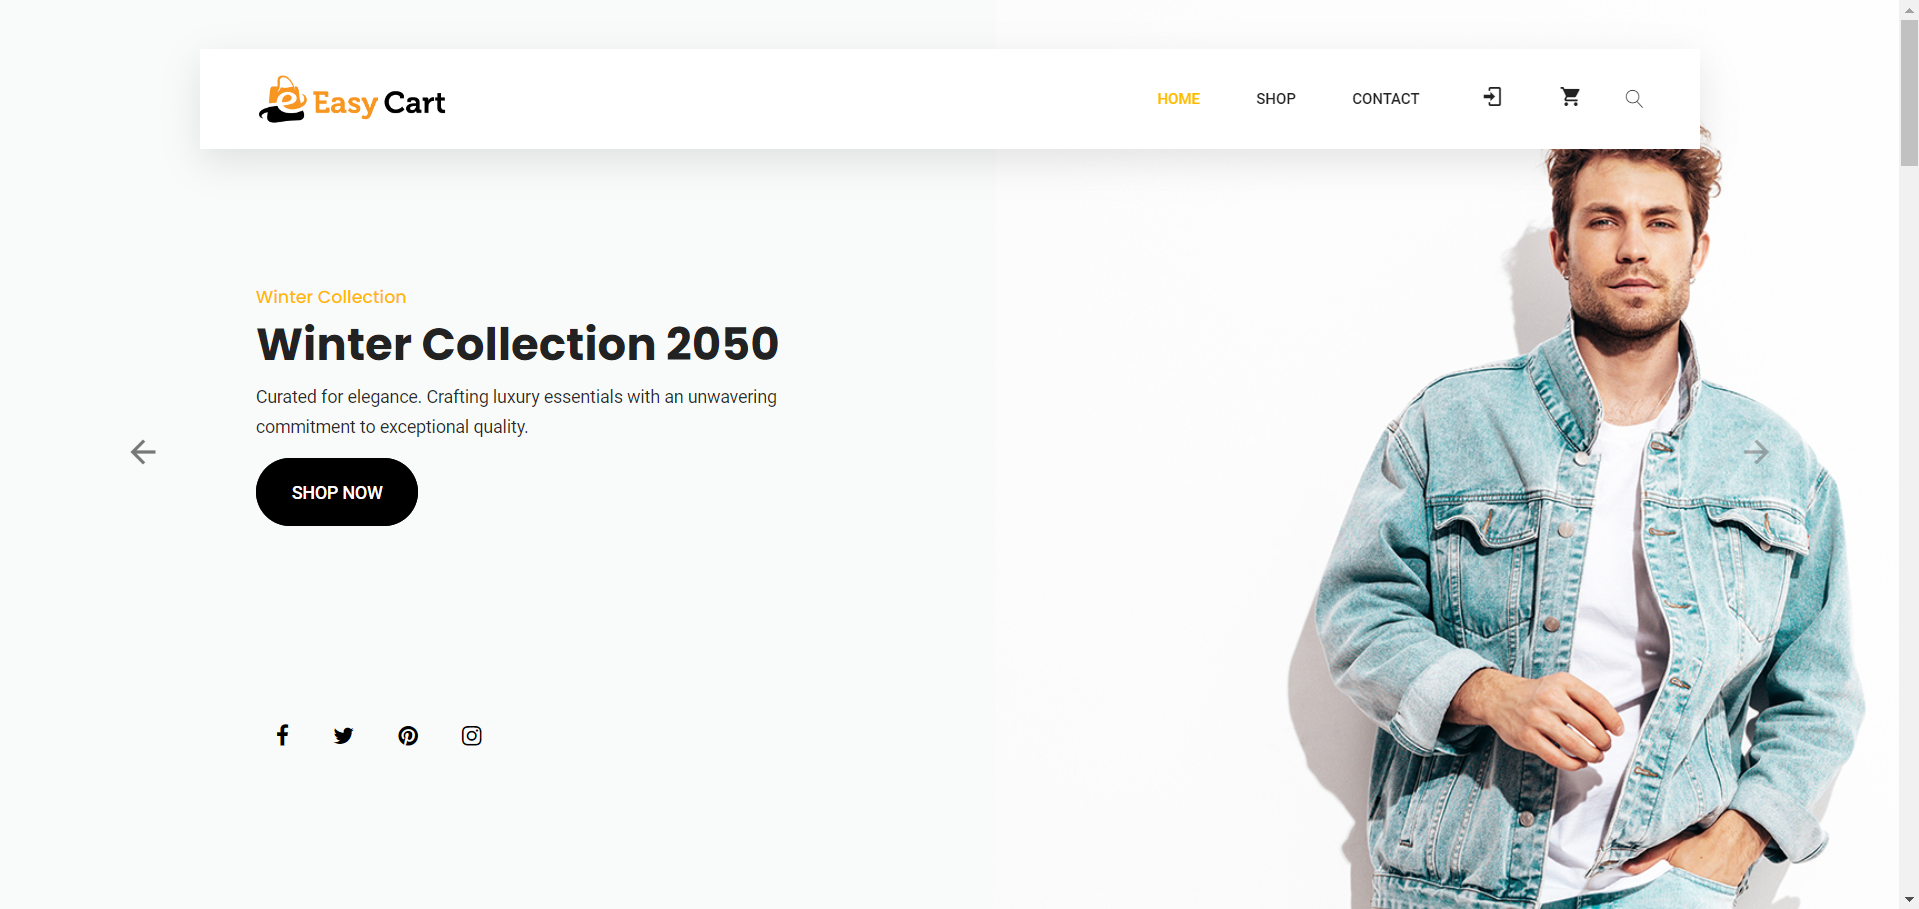 Easy Cart
HOME SHOP CONTACT
Winter Collection
Winter Collection 2050
Curated for elegance. Crafting luxury essentials with an unwavering
commitment to exceptional quality.
SHOP NOW